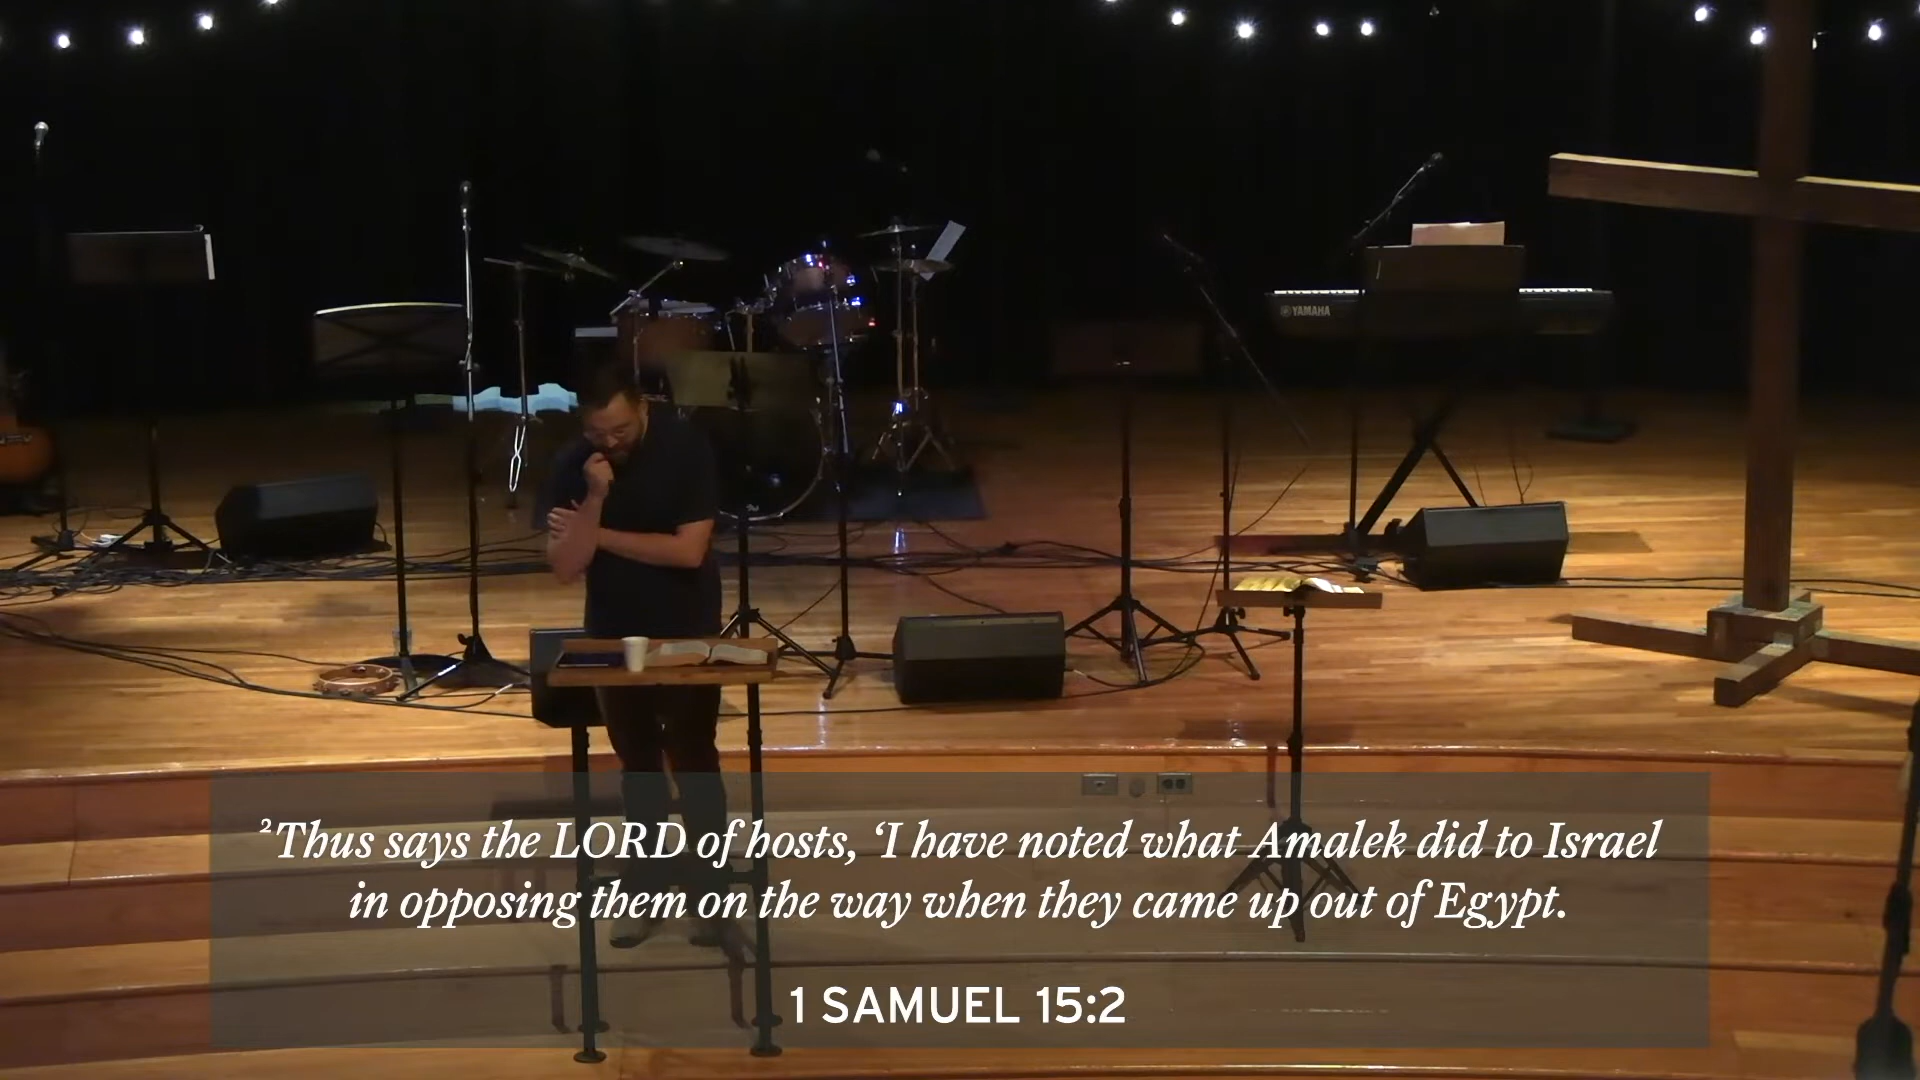 YAMAHA
²Thus says the LORD of hosts, ‘I have noted what Amalek did to Israel
in opposing them on the way when they came up out of Egypt.
1 SAMUEL 15:2